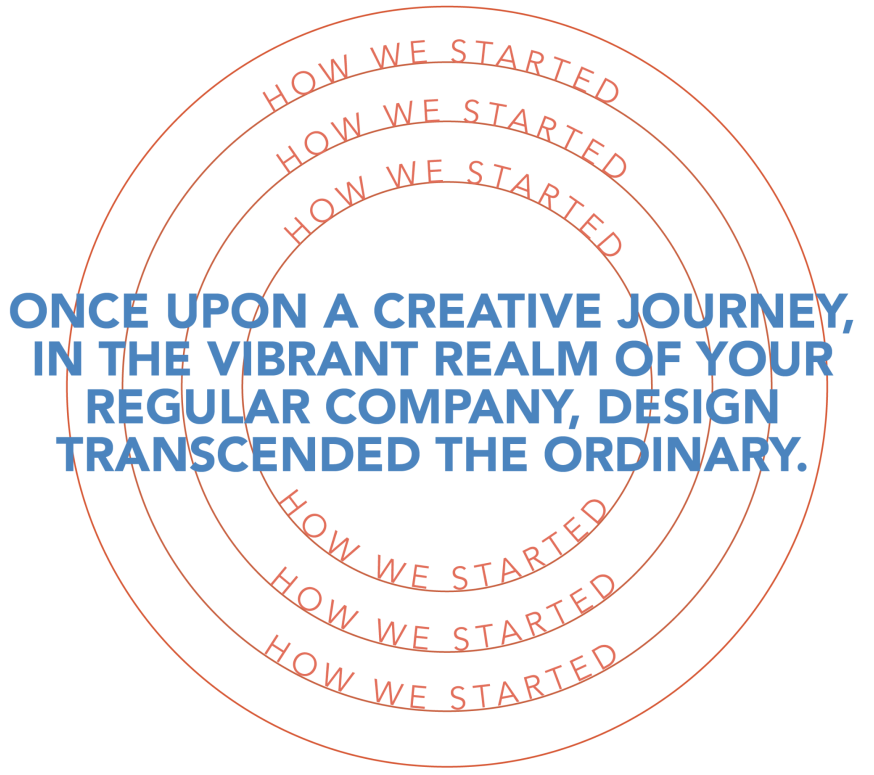 HOW WE STARTED
HOW WE STARTED
HOW WE STARTED
ONCE UPON A CREATIVE JOURNEY,
IN THE VIBRANT REALM OF YOUR
REGULAR COMPANY, DESIGN
TRANSCENDED THE ORDINARY.
HOW WE STARTED
HOW WE STARTED
HOW WE STARTED